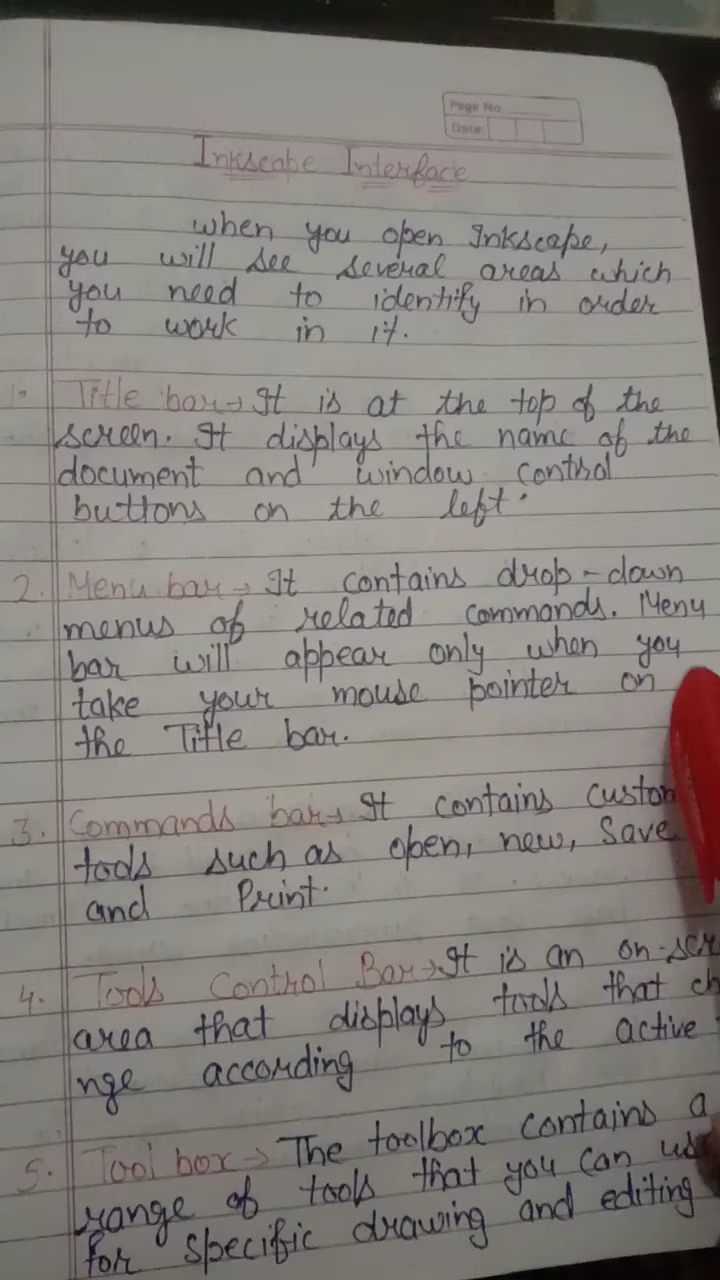 Page No
Date
Inkscape Interface
when you open Inkscape,
you will see several areas which
you need to identify in order
to work in it.
1. Title bar → It is at the top of the
screen. It displays the name of the
document and window control
buttons on the left.
2. Menu bar → It contains drop-down
menus of related commands. Menu
bar will appear only when you
take your mouse pointer on
the Title bar.
3. Commands bar → It contains
tools such as open, new, Save
and Print.
4. Tools Control Bar → It is an
area that displays tools that ch
nge according to the active
5. Tool box → The toolbox contains a
range of tools that you can
for specific drawing and editing